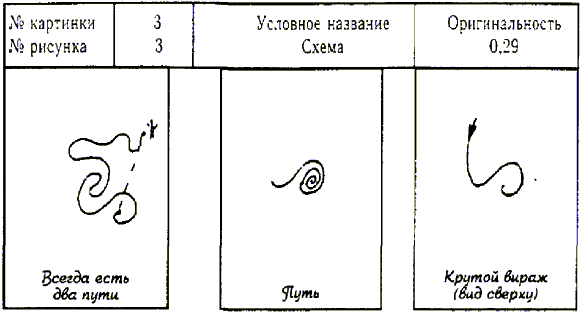 № картинки 3 Условное название Оригинальность
№ рисунка 3 Схема 0,29
Всегда есть
два пути
Путь
Крутой вираж
(вид сверху)